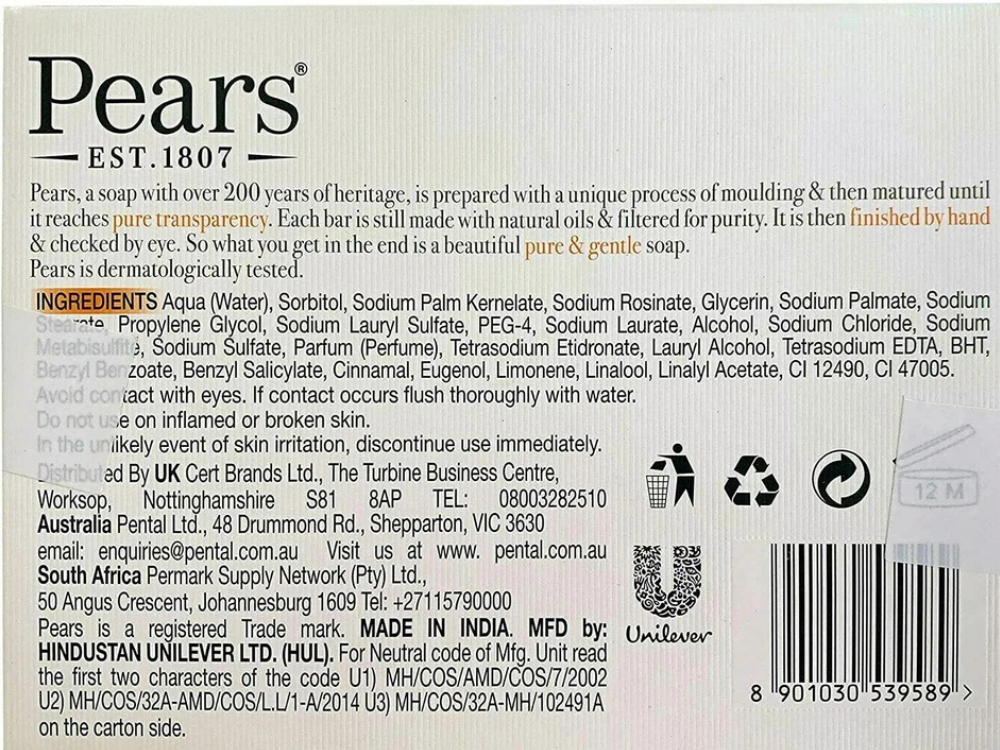 Pears®
EST.1807
Pears, a soap with over 200 years of heritage, is prepared with a unique process of moulding & then matured until
it reaches pure transparency. Each bar is still made with natural oils & filtered for purity. It is then finished by hand
& checked by eye. So what you get in the end is a beautiful pure & gentle soap.
Pears is dermatologically tested.
INGREDIENTS Aqua (Water), Sorbitol, Sodium Palm Kernelate, Sodium Rosinate, Glycerin, Sodium Palmate, Sodium
Stearate, Propylene Glycol, Sodium Lauryl Sulfate, PEG-4, Sodium Laurate, Alcohol, Sodium Chloride, Sodium
Metabisulfite, Sodium Sulfate, Parfum (Perfume), Tetrasodium Etidronate, Lauryl Alcohol, Tetrasodium EDTA, BHT,
Benzyl Benzoate, Benzyl Salicylate, Cinnamal, Eugenol, Limonene, Linalool, Linalyl Acetate, CI 12490, CI 47005.
Avoid contact with eyes. If contact occurs flush thoroughly with water.
Do not use on inflamed or broken skin.
In the unlikely event of skin irritation, discontinue use immediately.
Distributed By UK Cert Brands Ltd., The Turbine Business Centre,
Worksop, Nottinghamshire S81 8AP TEL: 08003282510
Australia Pental Ltd., 48 Drummond Rd., Shepparton, VIC 3630
email: enquiries@pental.com.au Visit us at www. pental.com.au
South Africa Permark Supply Network (Pty) Ltd.,
50 Angus Crescent, Johannesburg 1609 Tel: +27115790000
Pears is a registered Trade mark. MADE IN INDIA. MFD by:
HINDUSTAN UNILEVER LTD. (HUL). For Neutral code of Mfg. Unit read
the first two characters of the code U1) MH/COS/AMD/COS/7/2002
U2) MH/COS/32A-AMD/COS/L.L/1-A/2014 U3) MH/COS/32A-MH/102491A
on the carton side.
12 M
Unilever
8 901030 539589 >